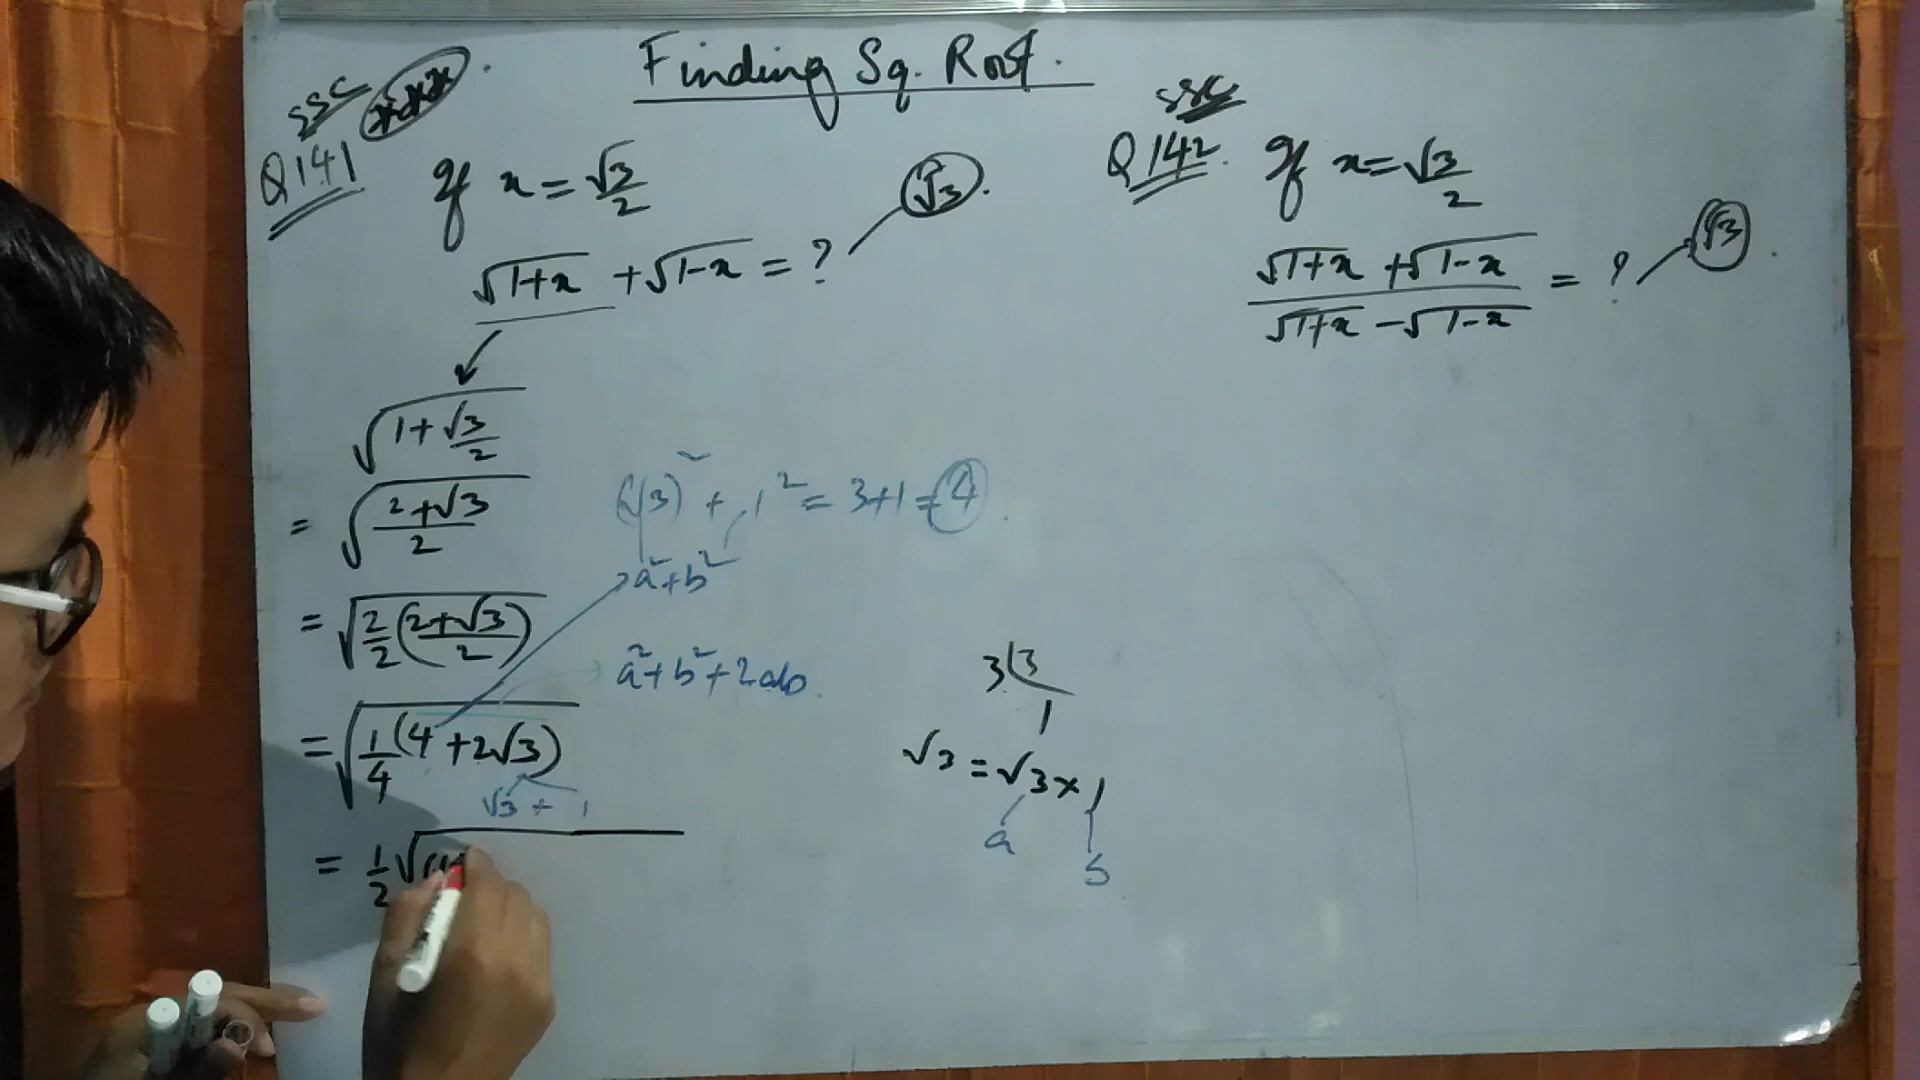 Finding Sq. Root.
SSC
Q141 If x = √3/2
√1+x + √1-x = ? √3.
√1+√3/2
= √2+√3/2
= √2/2(2+√3/2)
= √1/4(4+2√3)
√3 + 1
= 1/2√
(√3)² + 1² = 3+1 = 4
a²+b²
a²+b²+2ab.
3(3
1
√3 = √3 × 1
a
b
SSC
Q142. If x = √3/2
√1+x + √1-x / √1+x - √1-x = ? √3